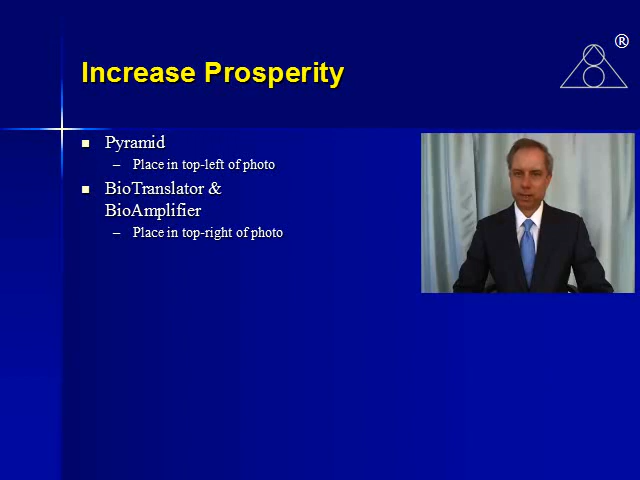 Increase Prosperity
®
Pyramid
– Place in top-left of photo
BioTranslator &
BioAmplifier
– Place in top-right of photo